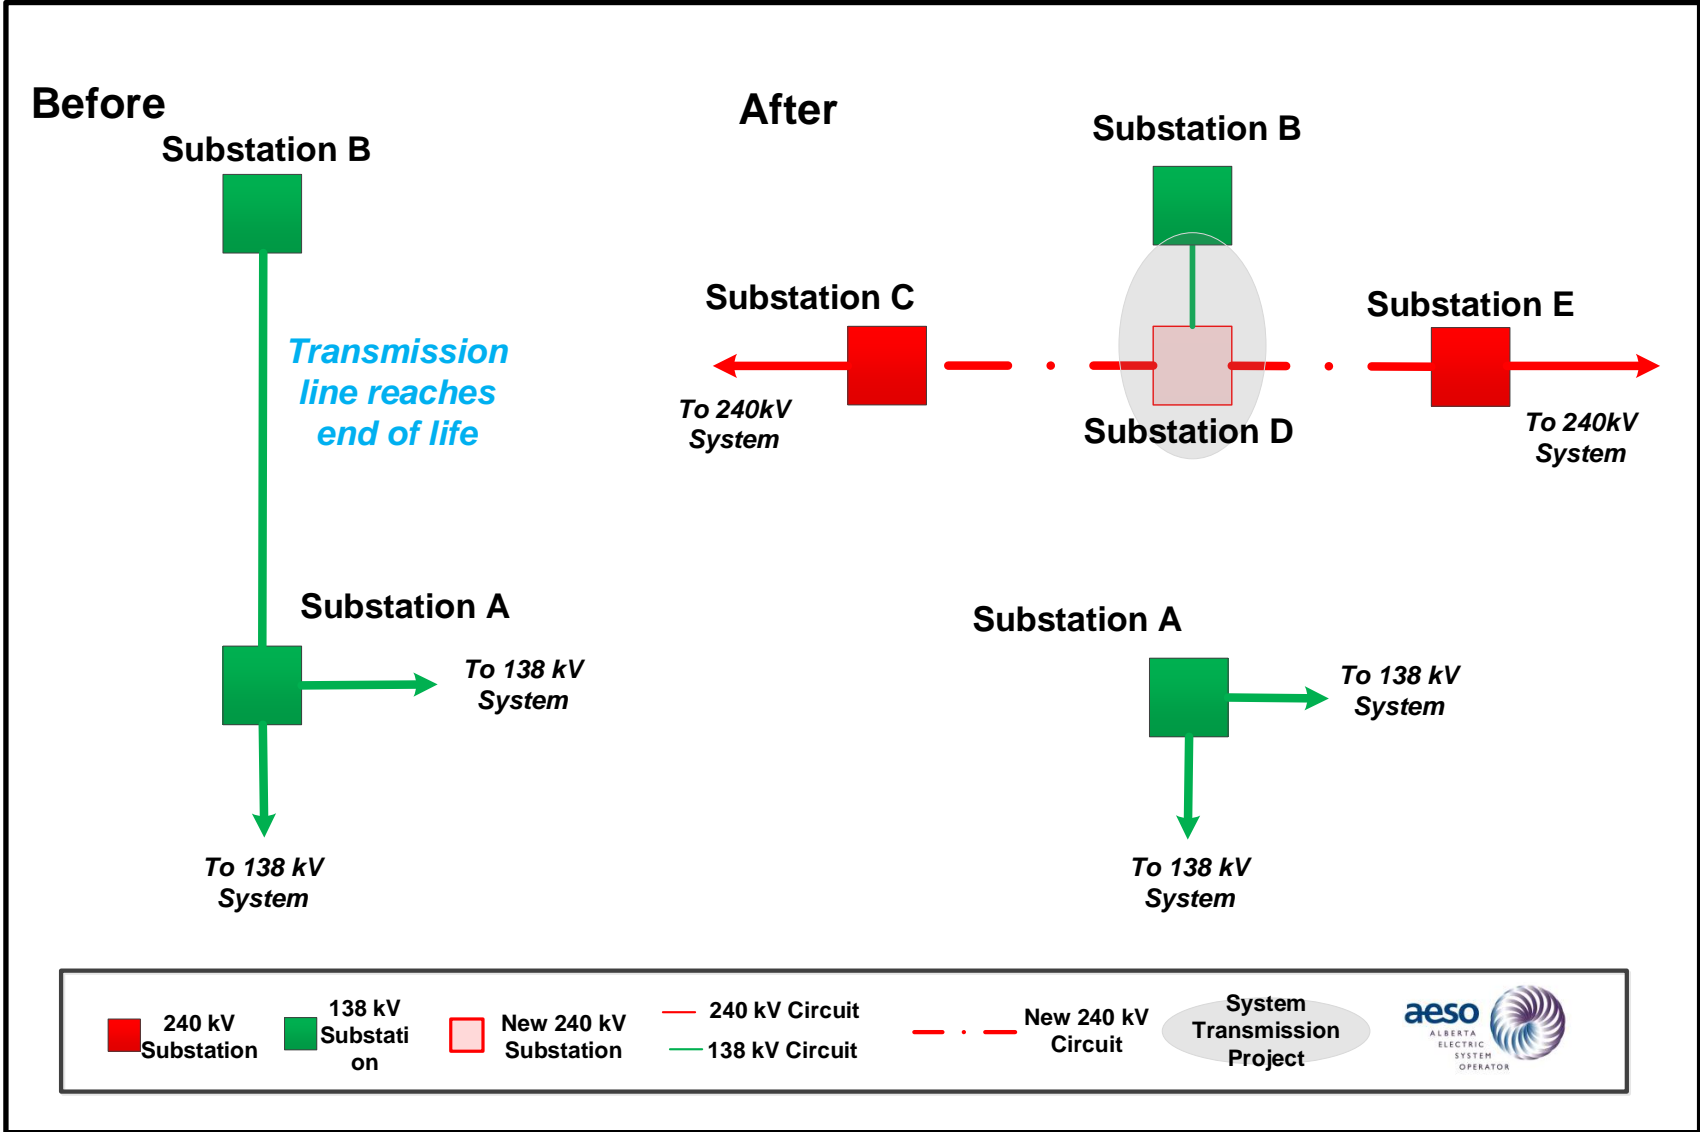 Before
Substation B
Transmission
line reaches
end of life
Substation A
To 138 kV
System
To 138 kV
System
After
Substation B
Substation C
Substation E
To 240kV
System
Substation D
To 240kV
System
Substation A
To 138 kV
System
To 138 kV
System
240 kV
Substation
138 kV
Substati
on
New 240 kV
Substation
240 kV Circuit
138 kV Circuit
New 240 kV
Circuit
System
Transmission
Project
aeso
ALBERTA
ELECTRIC
SYSTEM
OPERATOR